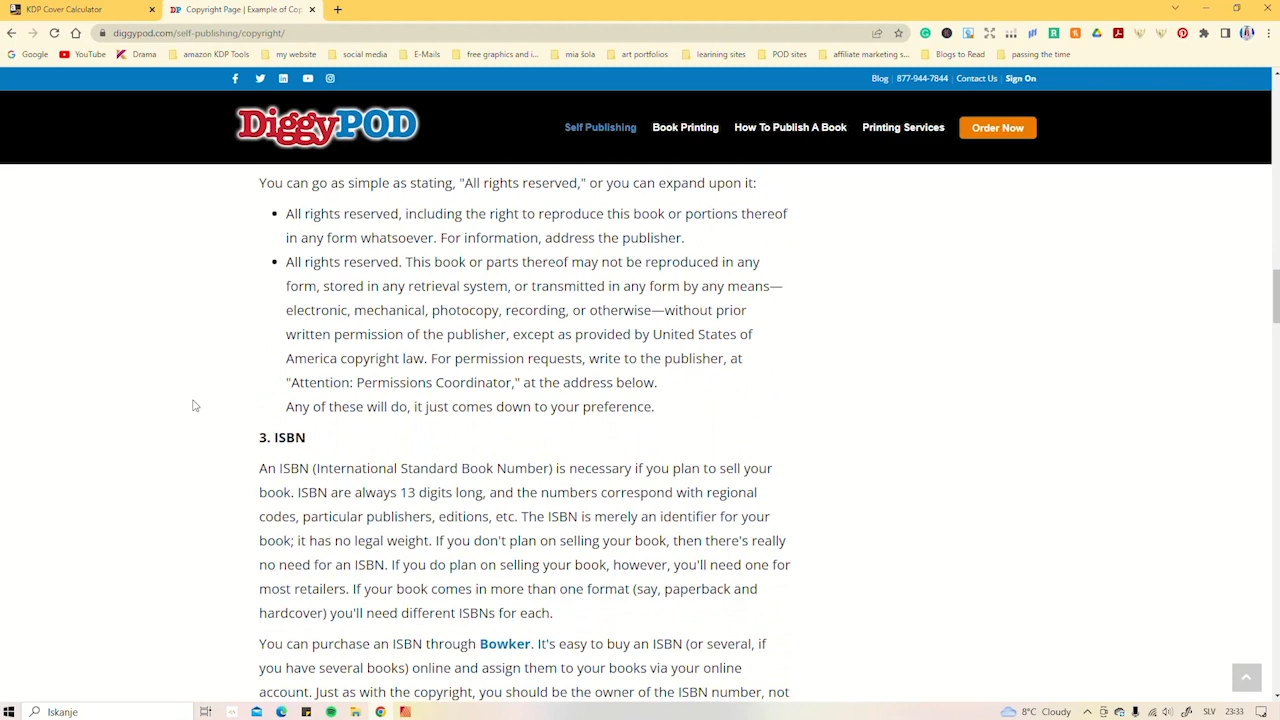 KDP Cover Calculator
DP Copyright Page | Example of Cop
diggypod.com/self-publishing/copyright/
Google YouTube Drama amazon KDP Tools my website social media E-Mails free graphics and i... mia šola art portfolios learining sites POD sites affiliate marketing s... Blogs to Read passing the time
Blog 877-944-7844 Contact Us Sign On
DiggyPOD
Self Publishing Book Printing How To Publish A Book Printing Services Order Now
You can go as simple as stating, "All rights reserved," or you can expand upon it:
All rights reserved, including the right to reproduce this book or portions thereof
in any form whatsoever. For information, address the publisher.
All rights reserved. This book or parts thereof may not be reproduced in any
form, stored in any retrieval system, or transmitted in any form by any means—
electronic, mechanical, photocopy, recording, or otherwise—without prior
written permission of the publisher, except as provided by United States of
America copyright law. For permission requests, write to the publisher, at
"Attention: Permissions Coordinator," at the address below.
Any of these will do, it just comes down to your preference.
3. ISBN
An ISBN (International Standard Book Number) is necessary if you plan to sell your
book. ISBN are always 13 digits long, and the numbers correspond with regional
codes, particular publishers, editions, etc. The ISBN is merely an identifier for your
book; it has no legal weight. If you don't plan on selling your book, then there's really
no need for an ISBN. If you do plan on selling your book, however, you'll need one for
most retailers. If your book comes in more than one format (say, paperback and
hardcover) you'll need different ISBNs for each.
You can purchase an ISBN through Bowker. It's easy to buy an ISBN (or several, if
you have several books) online and assign them to your books via your online
account. Just as with the copyright, you should be the owner of the ISBN number, not
Iskanje
8°C Cloudy SLV 23:33